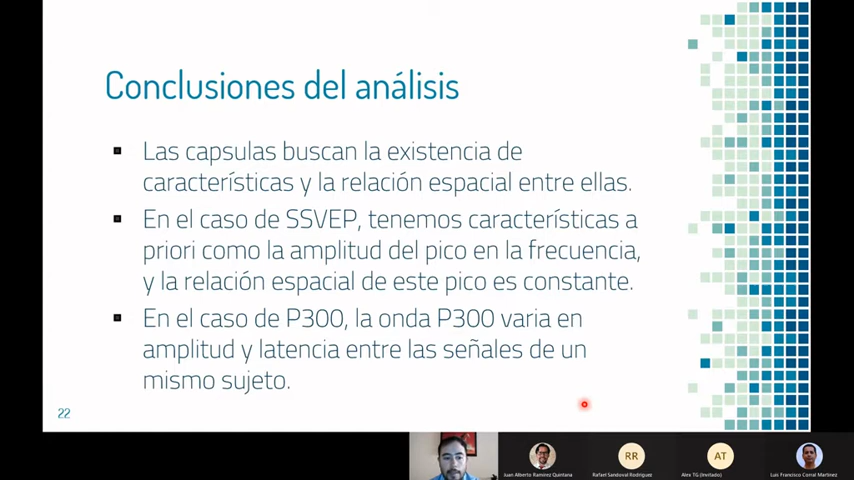 Conclusiones del análisis
Las capsulas buscan la existencia de
características y la relación espacial entre ellas.
En el caso de SSVEP, tenemos características a
priori como la amplitud del pico en la frecuencia,
y la relación espacial de este pico es constante.
En el caso de P300, la onda P300 varia en
amplitud y latencia entre las señales de un
mismo sujeto.
22
RR
AT
Juan Alberto Ramirez Quintana
Rafael Sandoval Rodriguez
Alex TG (Invitado)
Luis Francisco Corral Martinez